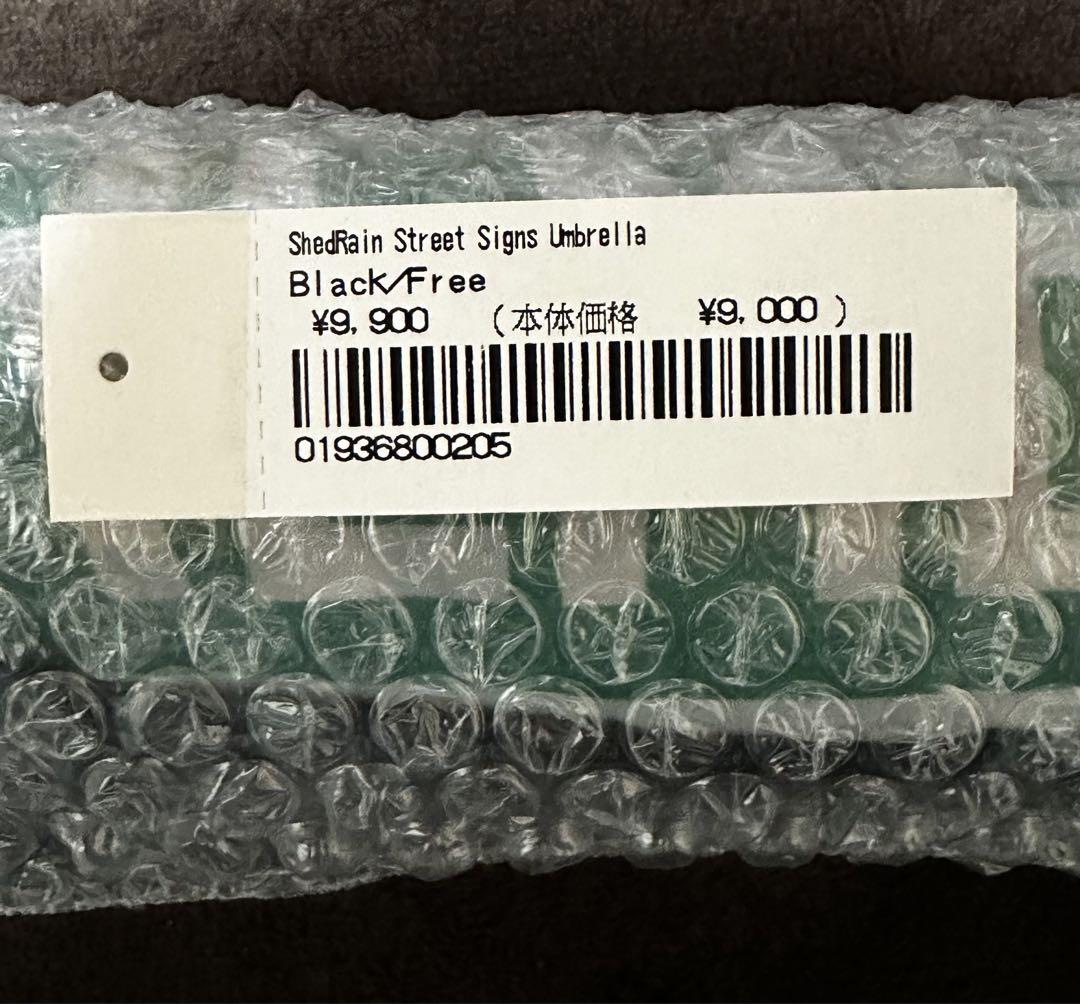 ShedRain Street Signs Umbrella
Black/Free
¥9,900 (本体価格 ¥9,000 )
01936800205